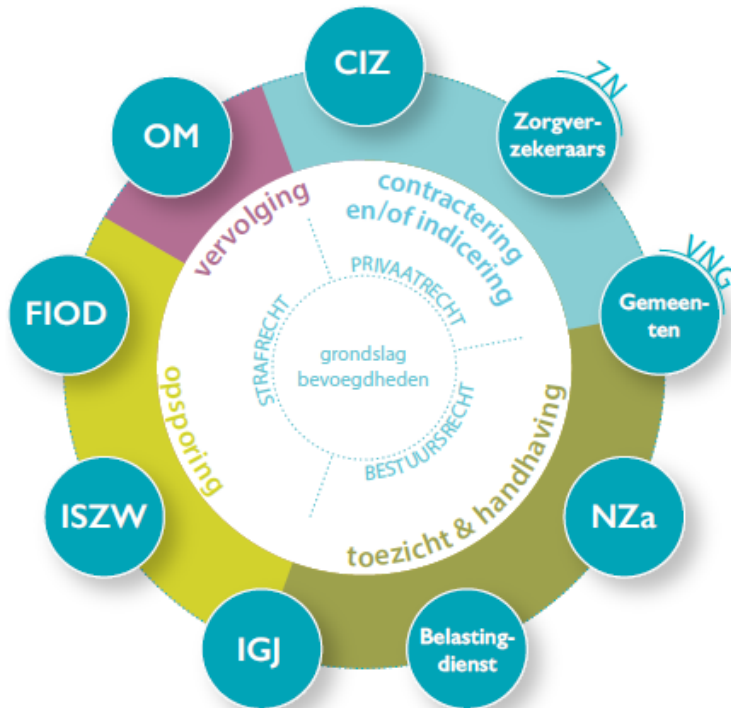 CIZ
ZN
Zorgver-
zekeraars
VNG
Gemeen-
ten
NZa
Belasting-
dienst
IGJ
ISZW
FIOD
OM
vervolging
contractering
en/of indicering
toezicht & handhaving
opsporing
PRIVAATRECHT
BESTUURSRECHT
STRAFRECHT
grondslag
bevoegdheden